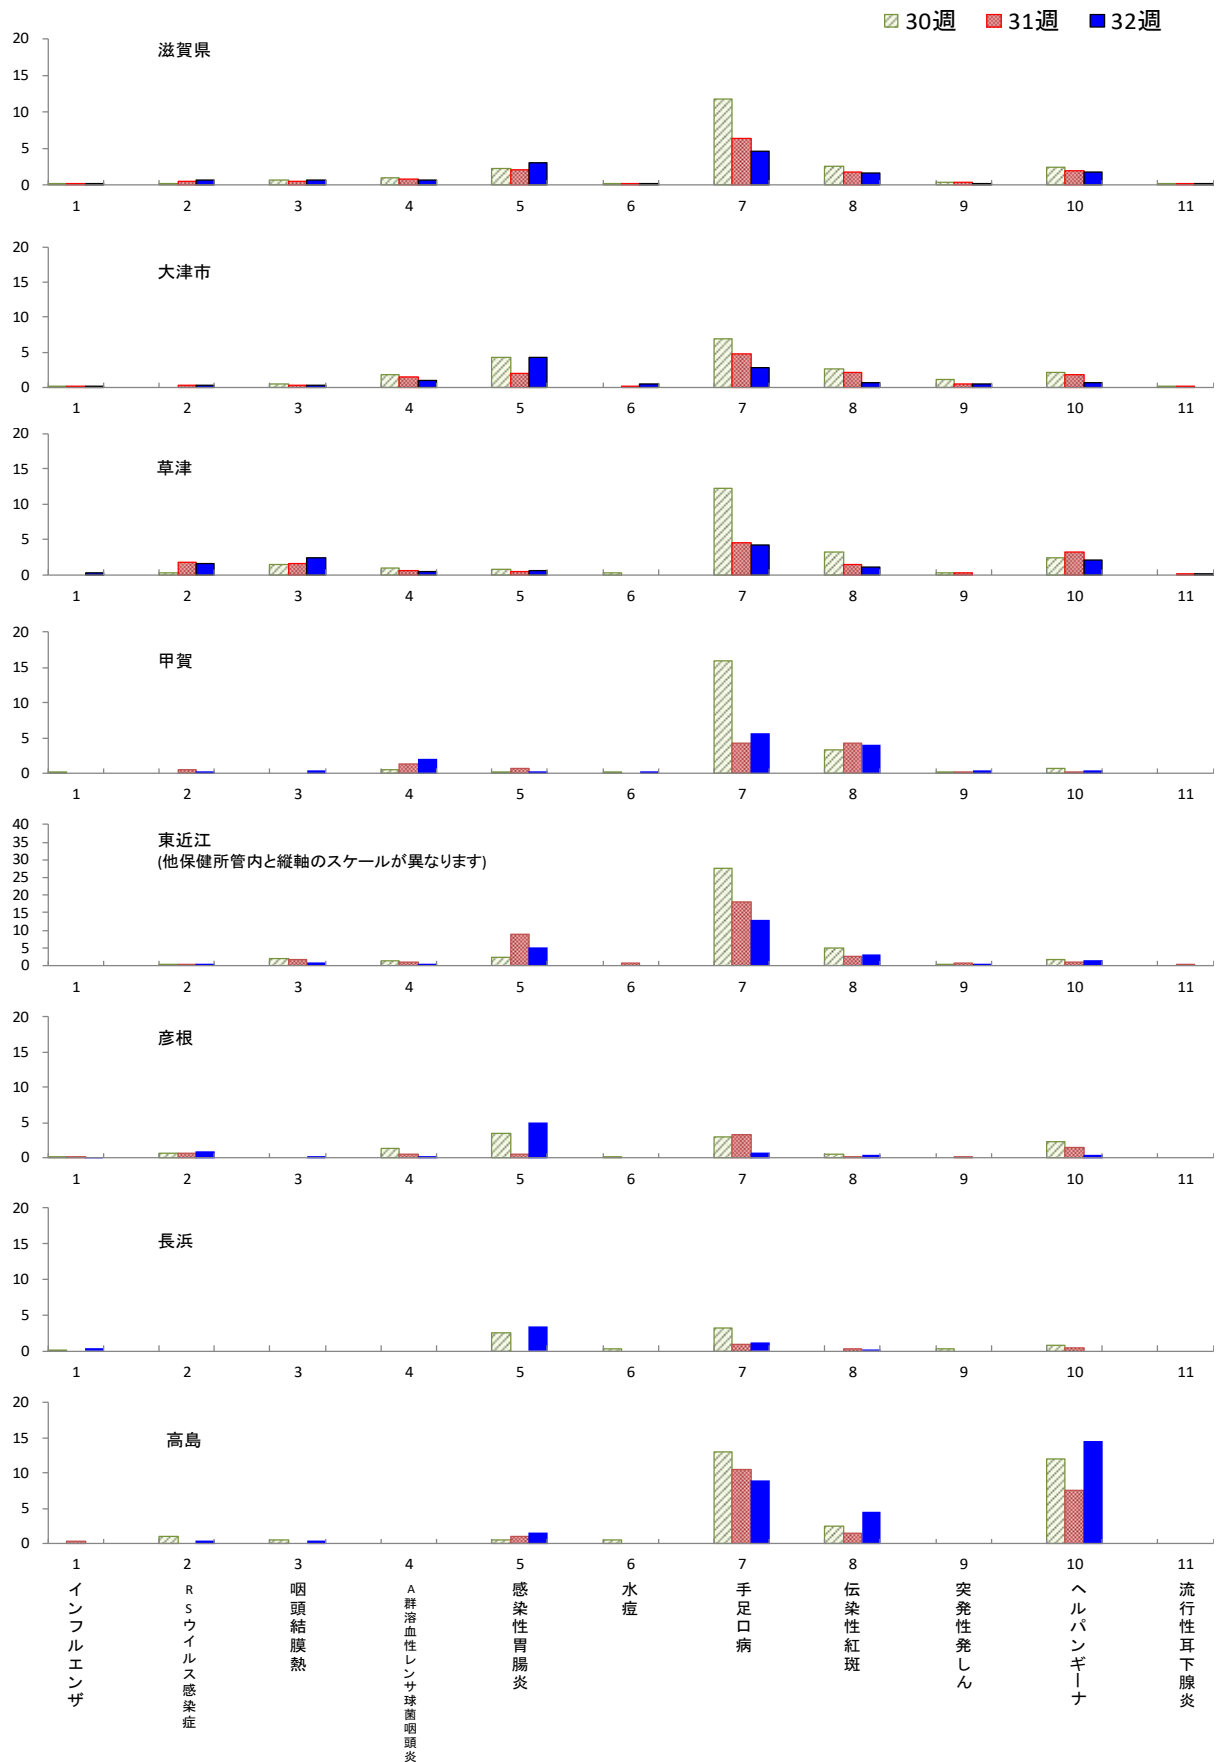 30週 31週 32週
滋賀県
20
15
10
5
0
1 2 3 4 5 6 7 8 9 10 11
大津市
20
15
10
5
0
1 2 3 4 5 6 7 8 9 10 11
草津
20
15
10
5
0
1 2 3 4 5 6 7 8 9 10 11
甲賀
20
15
10
5
0
1 2 3 4 5 6 7 8 9 10 11
東近江
(他保健所管内と縦軸のスケールが異なります)
40
35
30
25
20
15
10
5
0
1 2 3 4 5 6 7 8 9 10 11
彦根
20
15
10
5
0
1 2 3 4 5 6 7 8 9 10 11
長浜
20
15
10
5
0
1 2 3 4 5 6 7 8 9 10 11
高島
20
15
10
5
0
1 2 3 4 5 6 7 8 9 10 11
インフルエンザ
RSウイルス感染症
咽頭結膜熱
A群溶血性レンサ球菌咽頭炎
感染性胃腸炎
水痘
手足口病
伝染性紅斑
突発性発しん
ヘルパンギーナ
流行性耳下腺炎